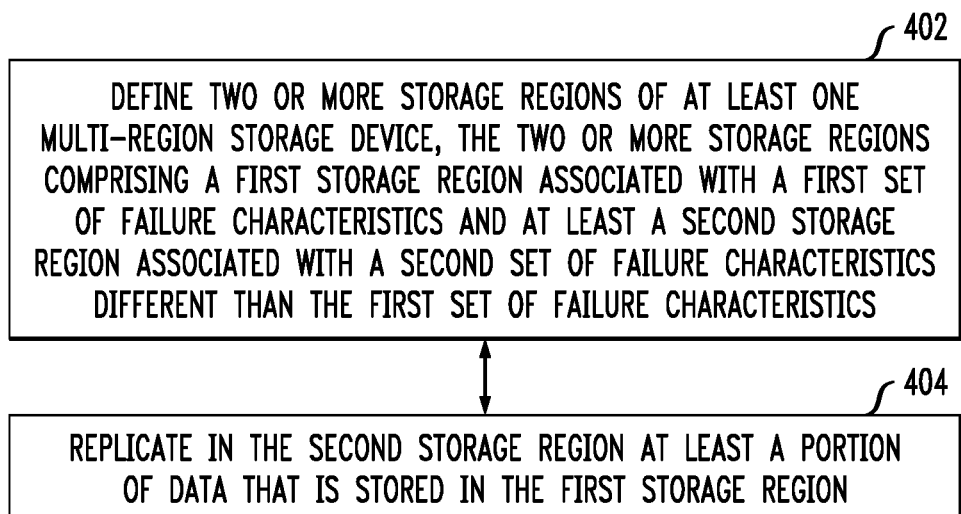 402
DEFINE TWO OR MORE STORAGE REGIONS OF AT LEAST ONE
MULTI-REGION STORAGE DEVICE, THE TWO OR MORE STORAGE REGIONS
COMPRISING A FIRST STORAGE REGION ASSOCIATED WITH A FIRST SET
OF FAILURE CHARACTERISTICS AND AT LEAST A SECOND STORAGE
REGION ASSOCIATED WITH A SECOND SET OF FAILURE CHARACTERISTICS
DIFFERENT THAN THE FIRST SET OF FAILURE CHARACTERISTICS
404
REPLICATE IN THE SECOND STORAGE REGION AT LEAST A PORTION
OF DATA THAT IS STORED IN THE FIRST STORAGE REGION